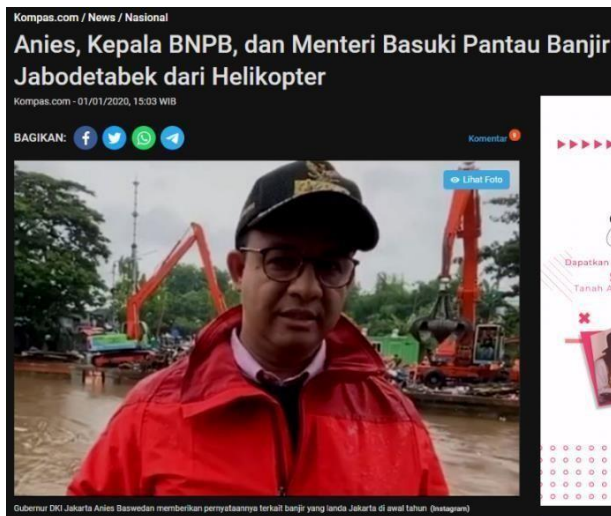 Kompas.com / News / Nasional
Anies, Kepala BNPB, dan Menteri Basuki Pantau Banjir
Jabodetabek dari Helikopter
Kompas.com - 01/01/2020, 15:03 WIB
BAGIKAN:
Komentar
Lihat Foto
Dapatkan
Tanah A
Gubernur DKI Jakarta Anies Baswedan memberikan pernyataannya terkait banjir yang landa Jakarta di awal tahun (Instagram)